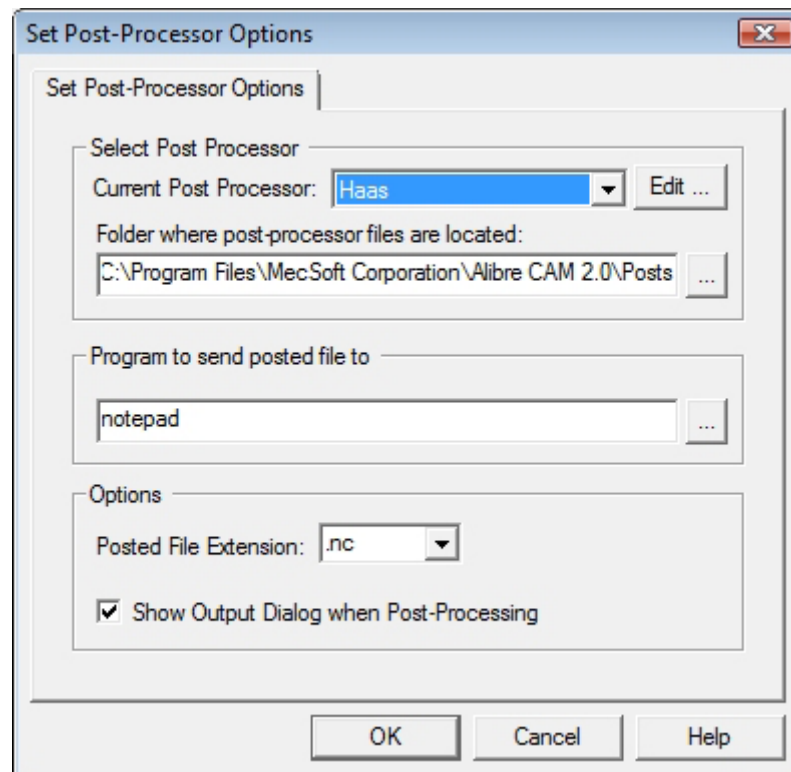 Set Post-Processor Options
Set Post-Processor Options
Select Post Processor
Current Post Processor: Haas Edit ...
Folder where post-processor files are located:
C:\Program Files\MecSoft Corporation\Alibre CAM 2.0\Posts ...
Program to send posted file to
notepad ...
Options
Posted File Extension: .nc
Show Output Dialog when Post-Processing
OK Cancel Help